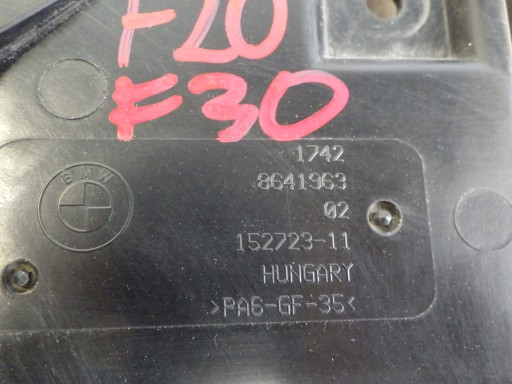 F20
F30
BMW
1742
8641963
02
152723-11
HUNGARY
>PA6-GF-35<